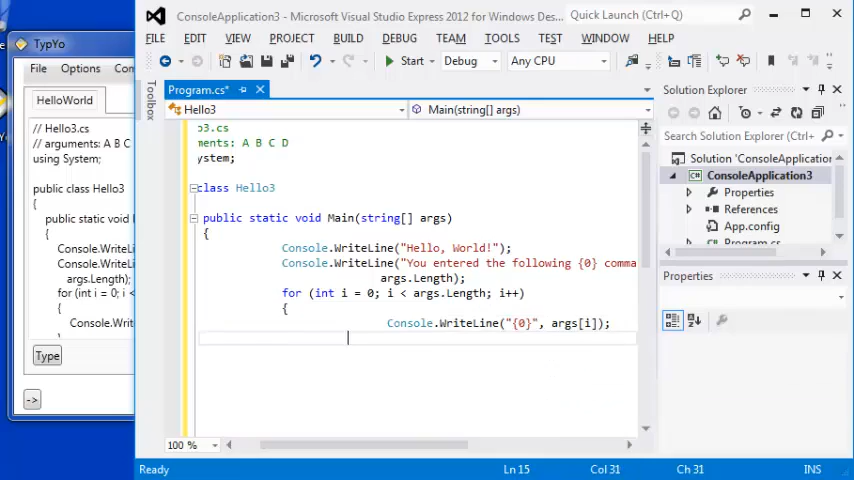 TypYo
File Options Com
HelloWorld
// Hello3.cs
// arguments: A B C
using System;
public class Hello3
{
public static void
{
Console.WriteLi
Console.WriteLi
args.Length);
for (int i = 0; i <
{
Console.Writ
Type
->
ConsoleApplication3 - Microsoft Visual Studio Express 2012 for Windows Des...
Quick Launch (Ctrl+Q)
FILE EDIT VIEW PROJECT BUILD DEBUG TEAM TOOLS TEST WINDOW HELP
Start Debug Any CPU
Toolbox
Program.cs*
Hello3 Main(string[] args)
o3.cs
ments: A B C D
ystem;
class Hello3
public static void Main(string[] args)
{
Console.WriteLine("Hello, World!");
Console.WriteLine("You entered the following {0} comma
args.Length);
for (int i = 0; i < args.Length; i++)
{
Console.WriteLine("{0}", args[i]);
100 %
Solution Explorer
Search Solution Explorer (Ctrl+
Solution 'ConsoleApplication
ConsoleApplication3
Properties
References
App.config
Program.cs
Properties
Ready Ln 15 Col 31 Ch 31 INS